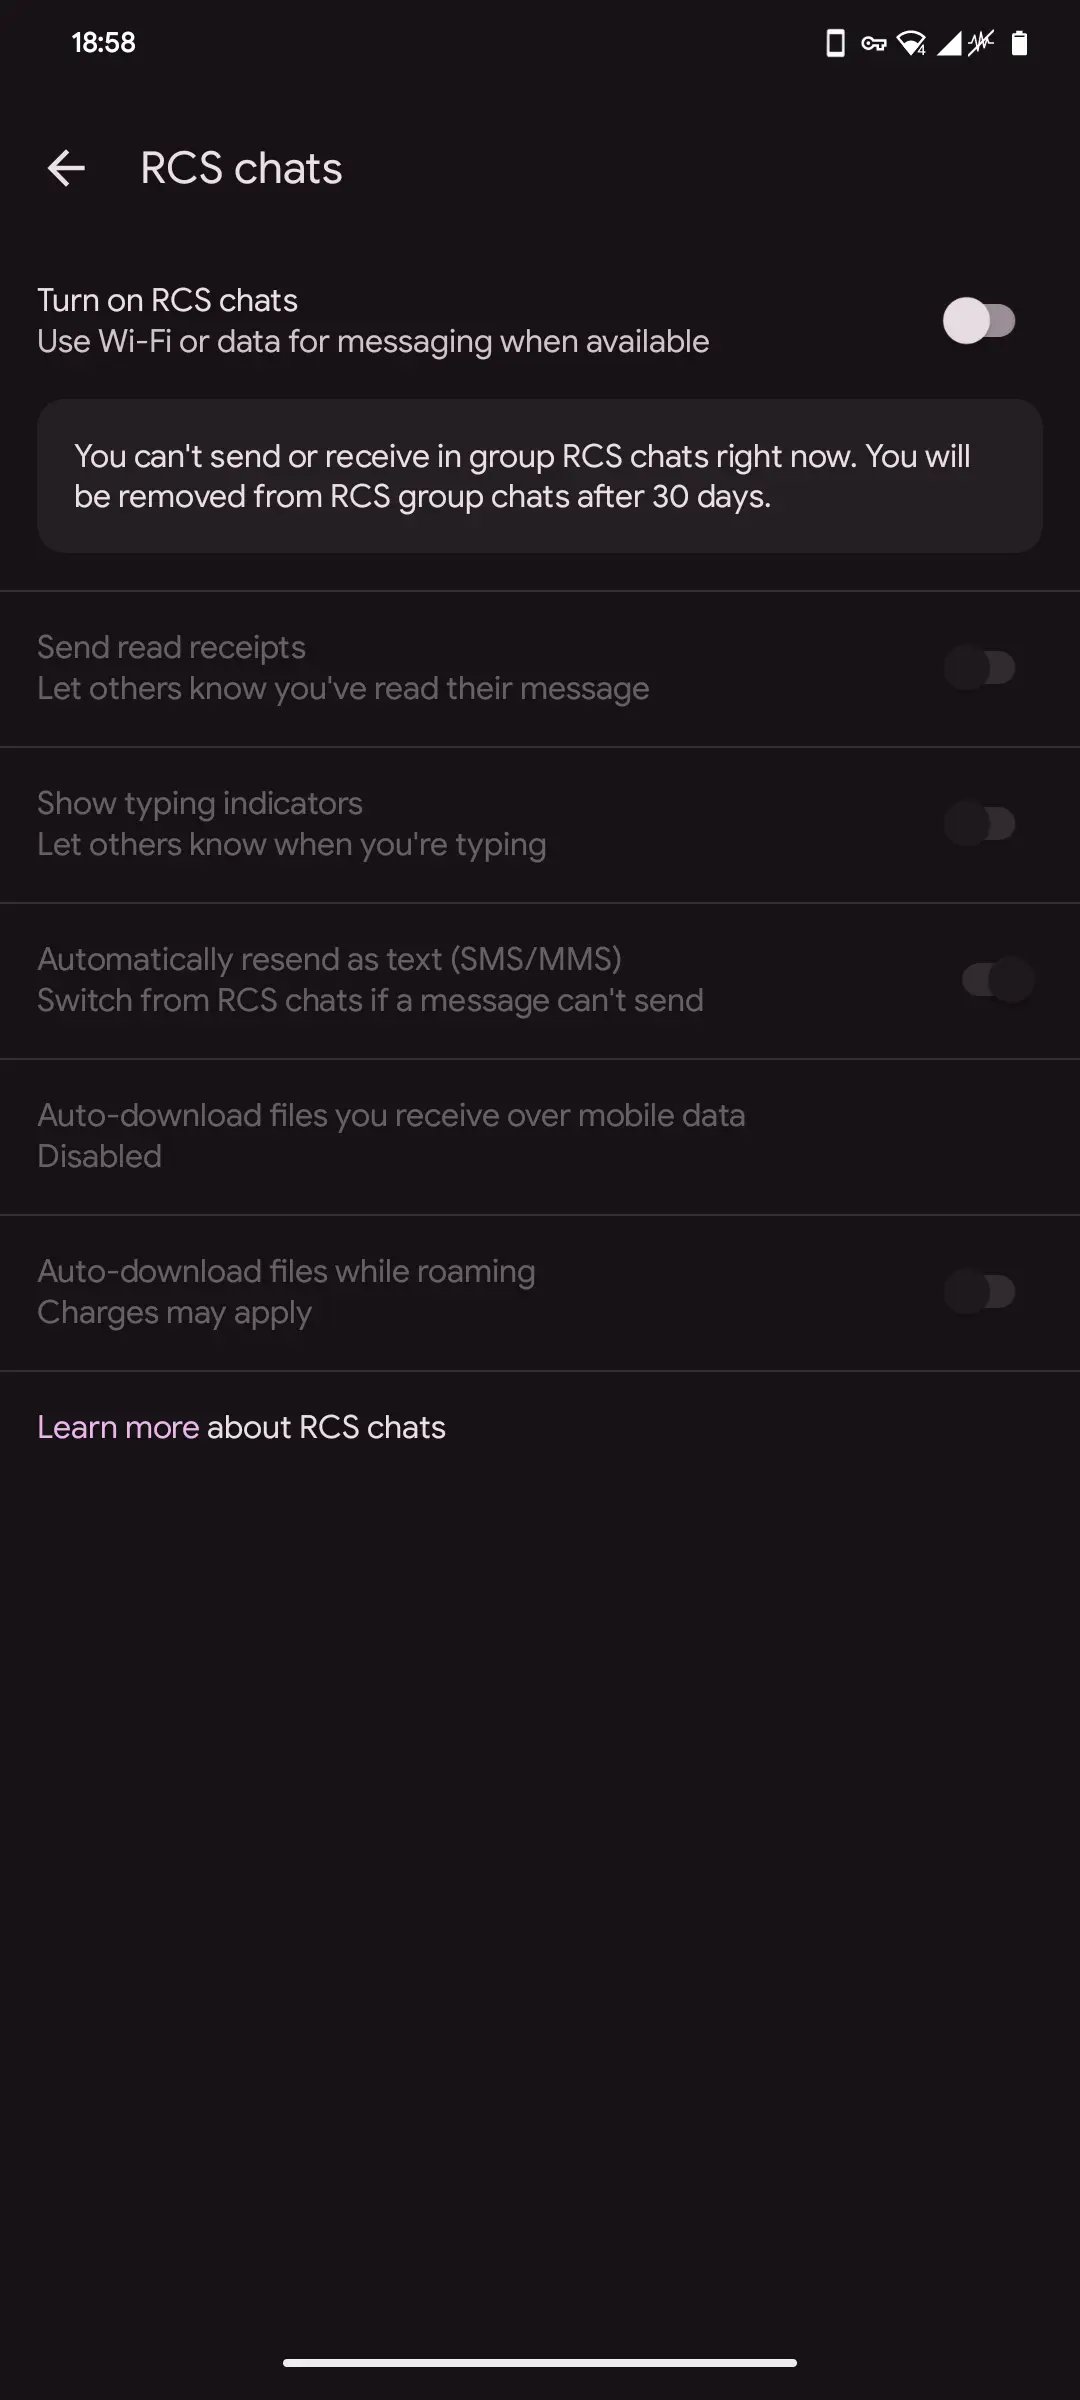 18:58
4
RCS chats
Turn on RCS chats
Use Wi-Fi or data for messaging when available
You can't send or receive in group RCS chats right now. You will
be removed from RCS group chats after 30 days.
Send read receipts
Let others know you've read their message
Show typing indicators
Let others know when you're typing
Automatically resend as text (SMS/MMS)
Switch from RCS chats if a message can't send
Auto-download files you receive over mobile data
Disabled
Auto-download files while roaming
Charges may apply
Learn more about RCS chats